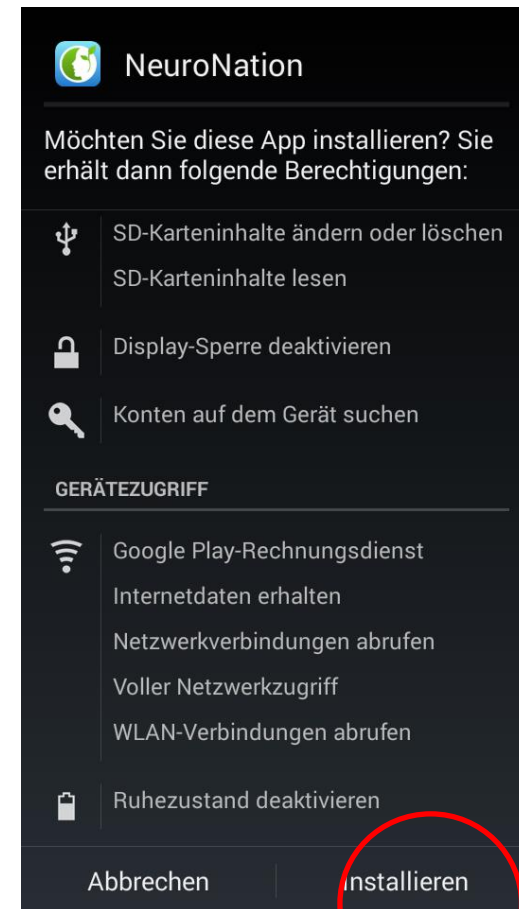 NeuroNation
Möchten Sie diese App installieren? Sie
erhält dann folgende Berechtigungen:
SD-Karteninhalte ändern oder löschen
SD-Karteninhalte lesen
Display-Sperre deaktivieren
Konten auf dem Gerät suchen
GERÄTEZUGRIFF
Google Play-Rechnungsdienst
Internetdaten erhalten
Netzwerkverbindungen abrufen
Voller Netzwerkzugriff
WLAN-Verbindungen abrufen
Ruhezustand deaktivieren
Abbrechen Installieren